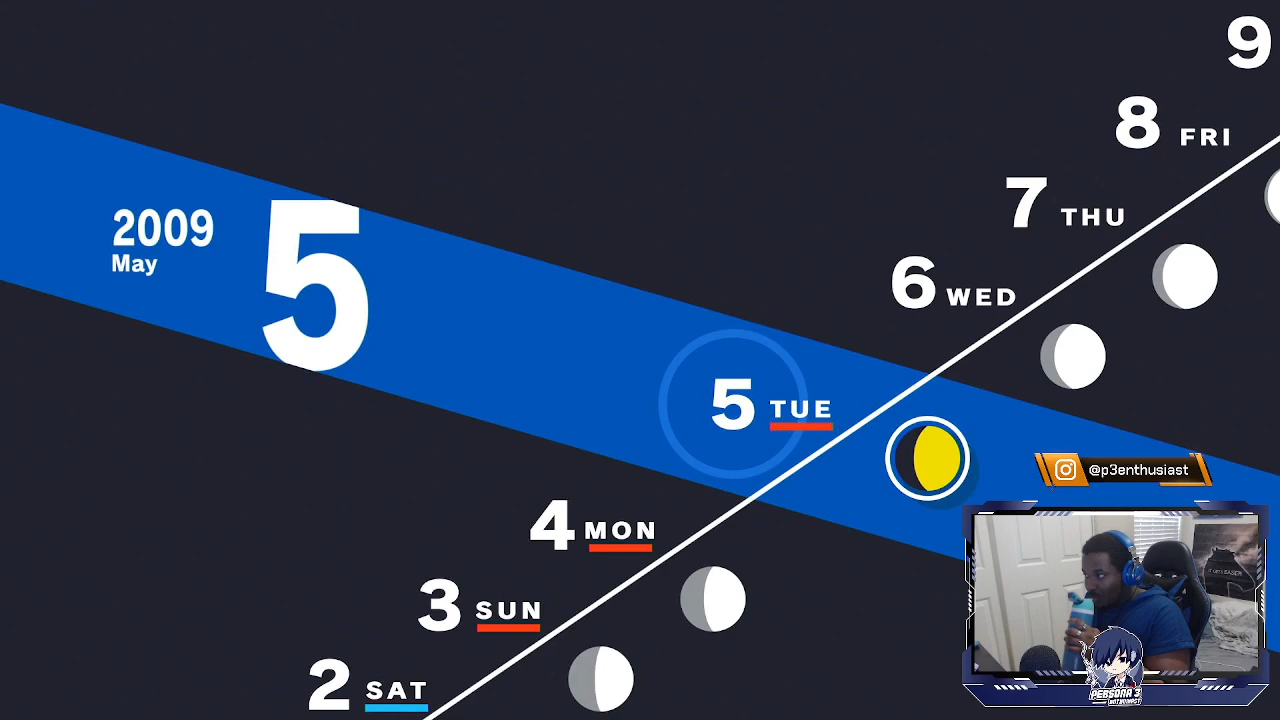 9
8 FRI
7 THU
2009
May
5
6 WED
5 TUE
@p3enthusiast
4 MON
3 SUN
2 SAT
PERSONA 3
ENTHUSIAST